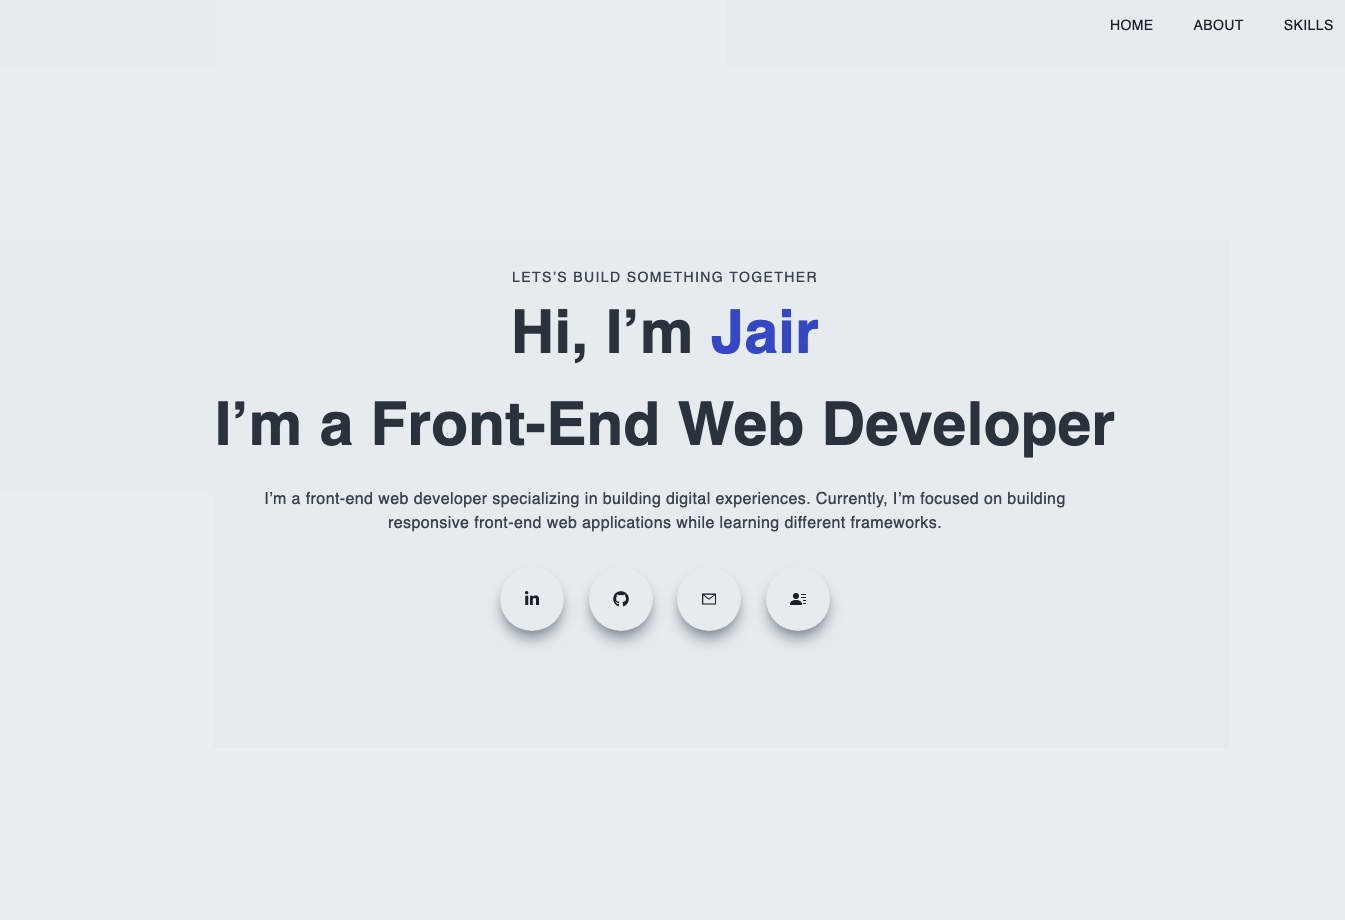 HOME ABOUT SKILLS
LETS’S BUILD SOMETHING TOGETHER
Hi, I’m Jair
I’m a Front-End Web Developer
I’m a front-end web developer specializing in building digital experiences. Currently, I’m focused on building
responsive front-end web applications while learning different frameworks.
in